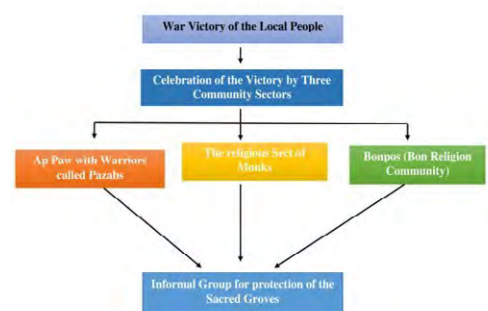 War Victory of the Local People
Celebration of the Victory by Three
Community Sectors
Ap Paw with Warriors
called Pazabs
The religious Sect of
Monks
Bonpos (Bon Religion
Community)
Informal Group for protection of the
Sacred Groves